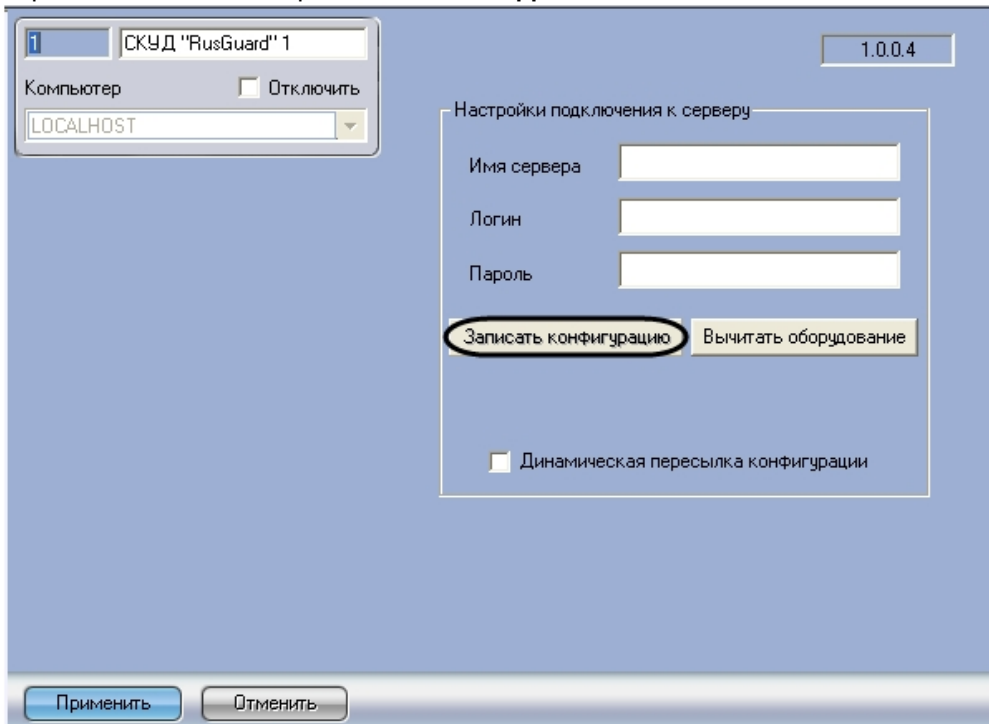 1 СКУД "RusGuard" 1
1.0.0.4
Компьютер Отключить
LOCALHOST
Настройки подключения к серверу
Имя сервера
Логин
Пароль
Записать конфигурацию Вычитать оборудование
Динамическая пересылка конфигурации
Применить Отменить